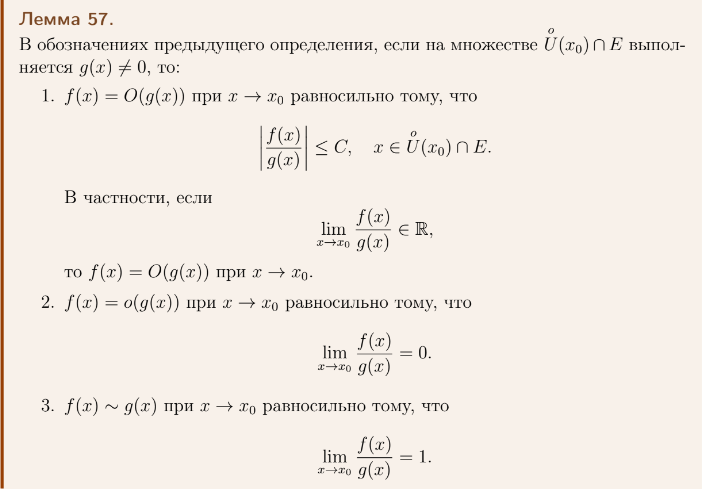 Лемма 57.
В обозначениях предыдущего определения, если на множестве $\overset{o}{U}(x_0) \cap E$ выпол-
няется $g(x) \neq 0$, то:
1. $f(x) = O(g(x))$ при $x \to x_0$ равносильно тому, что
$\left|\frac{f(x)}{g(x)}\right| \leq C, \quad x \in \overset{o}{U}(x_0) \cap E.$
В частности, если
$\lim_{x \to x_0} \frac{f(x)}{g(x)} \in \mathbb{R},$
то $f(x) = O(g(x))$ при $x \to x_0$.
2. $f(x) = o(g(x))$ при $x \to x_0$ равносильно тому, что
$\lim_{x \to x_0} \frac{f(x)}{g(x)} = 0.$
3. $f(x) \sim g(x)$ при $x \to x_0$ равносильно тому, что
$\lim_{x \to x_0} \frac{f(x)}{g(x)} = 1.$